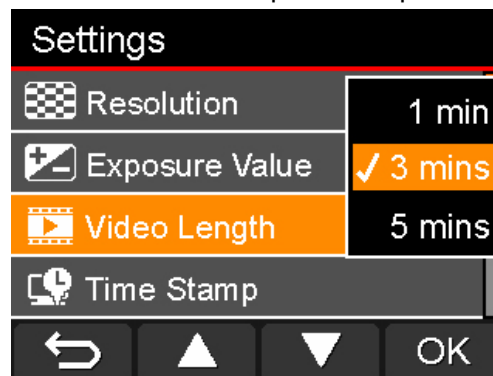 Settings
Resolution
Exposure Value
Video Length
Time Stamp
1 min
3 mins
5 mins
OK